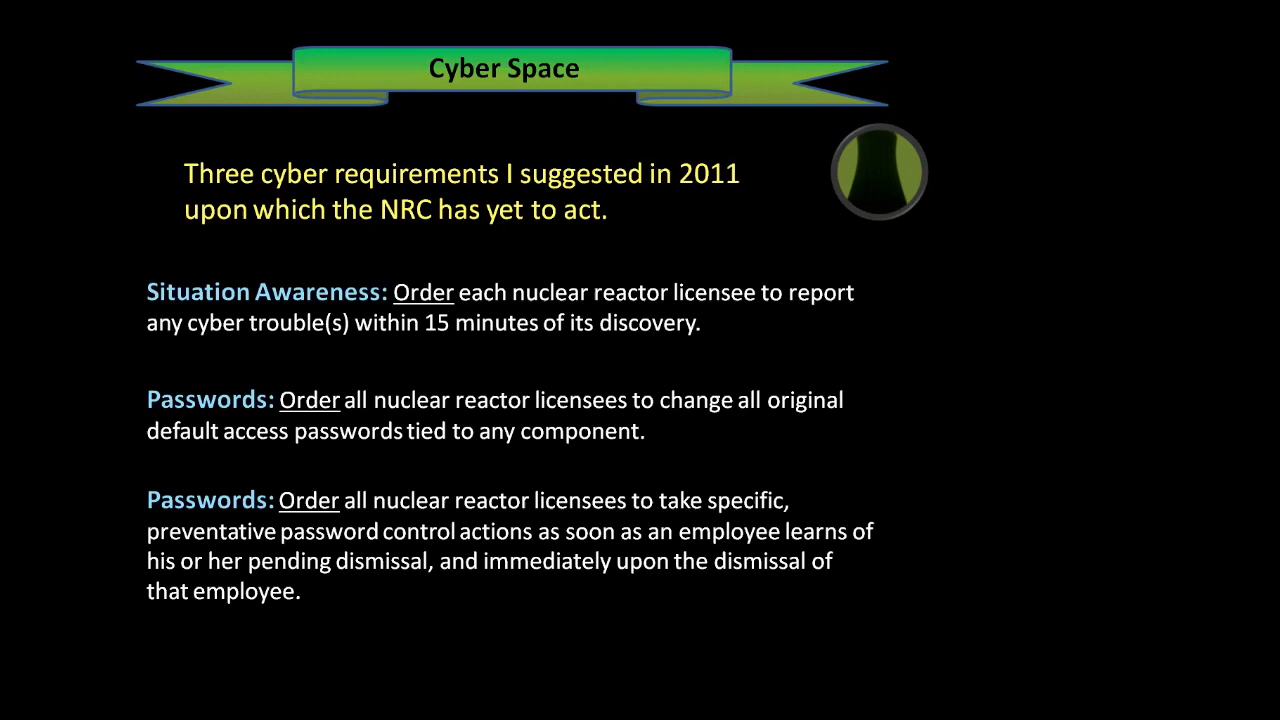 Cyber Space
Three cyber requirements I suggested in 2011
upon which the NRC has yet to act.
Situation Awareness: Order each nuclear reactor licensee to report
any cyber trouble(s) within 15 minutes of its discovery.
Passwords: Order all nuclear reactor licensees to change all original
default access passwords tied to any component.
Passwords: Order all nuclear reactor licensees to take specific,
preventative password control actions as soon as an employee learns of
his or her pending dismissal, and immediately upon the dismissal of
that employee.